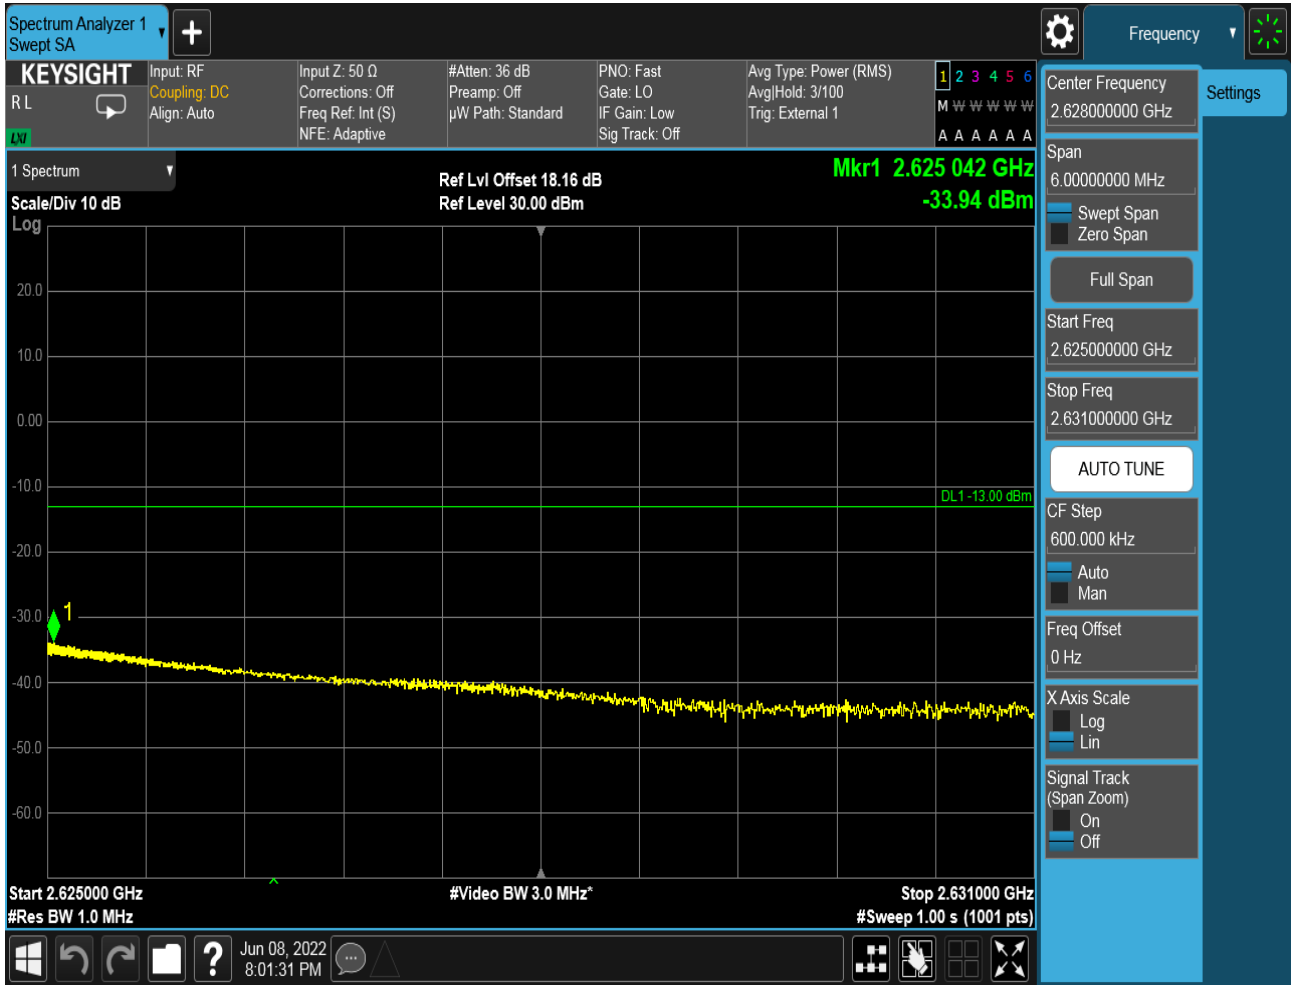 Spectrum Analyzer 1
Swept SA
+
Frequency
KEYSIGHT
R L
LXI
Input: RF
Coupling: DC
Align: Auto
Input Z: 50 Ω
Corrections: Off
Freq Ref: Int (S)
NFE: Adaptive
#Atten: 36 dB
Preamp: Off
µW Path: Standard
PNO: Fast
Gate: LO
IF Gain: Low
Sig Track: Off
Avg Type: Power (RMS)
Avg|Hold: 3/100
Trig: External 1
1 2 3 4 5 6
M W W W W W
A A A A A A
1 Spectrum
Scale/Div 10 dB
Log
Ref Lvl Offset 18.16 dB
Ref Level 30.00 dBm
Mkr1 2.625 042 GHz
-33.94 dBm
20.0
10.0
0.00
-10.0
-20.0
-30.0
-40.0
-50.0
-60.0
DL1 -13.00 dBm
1
Start 2.625000 GHz
#Res BW 1.0 MHz
#Video BW 3.0 MHz*
Stop 2.631000 GHz
#Sweep 1.00 s (1001 pts)
Jun 08, 2022
8:01:31 PM
?
Settings
Center Frequency
2.628000000 GHz
Span
6.00000000 MHz
Swept Span
Zero Span
Full Span
Start Freq
2.625000000 GHz
Stop Freq
2.631000000 GHz
AUTO TUNE
CF Step
600.000 kHz
Auto
Man
Freq Offset
0 Hz
X Axis Scale
Log
Lin
Signal Track
(Span Zoom)
On
Off